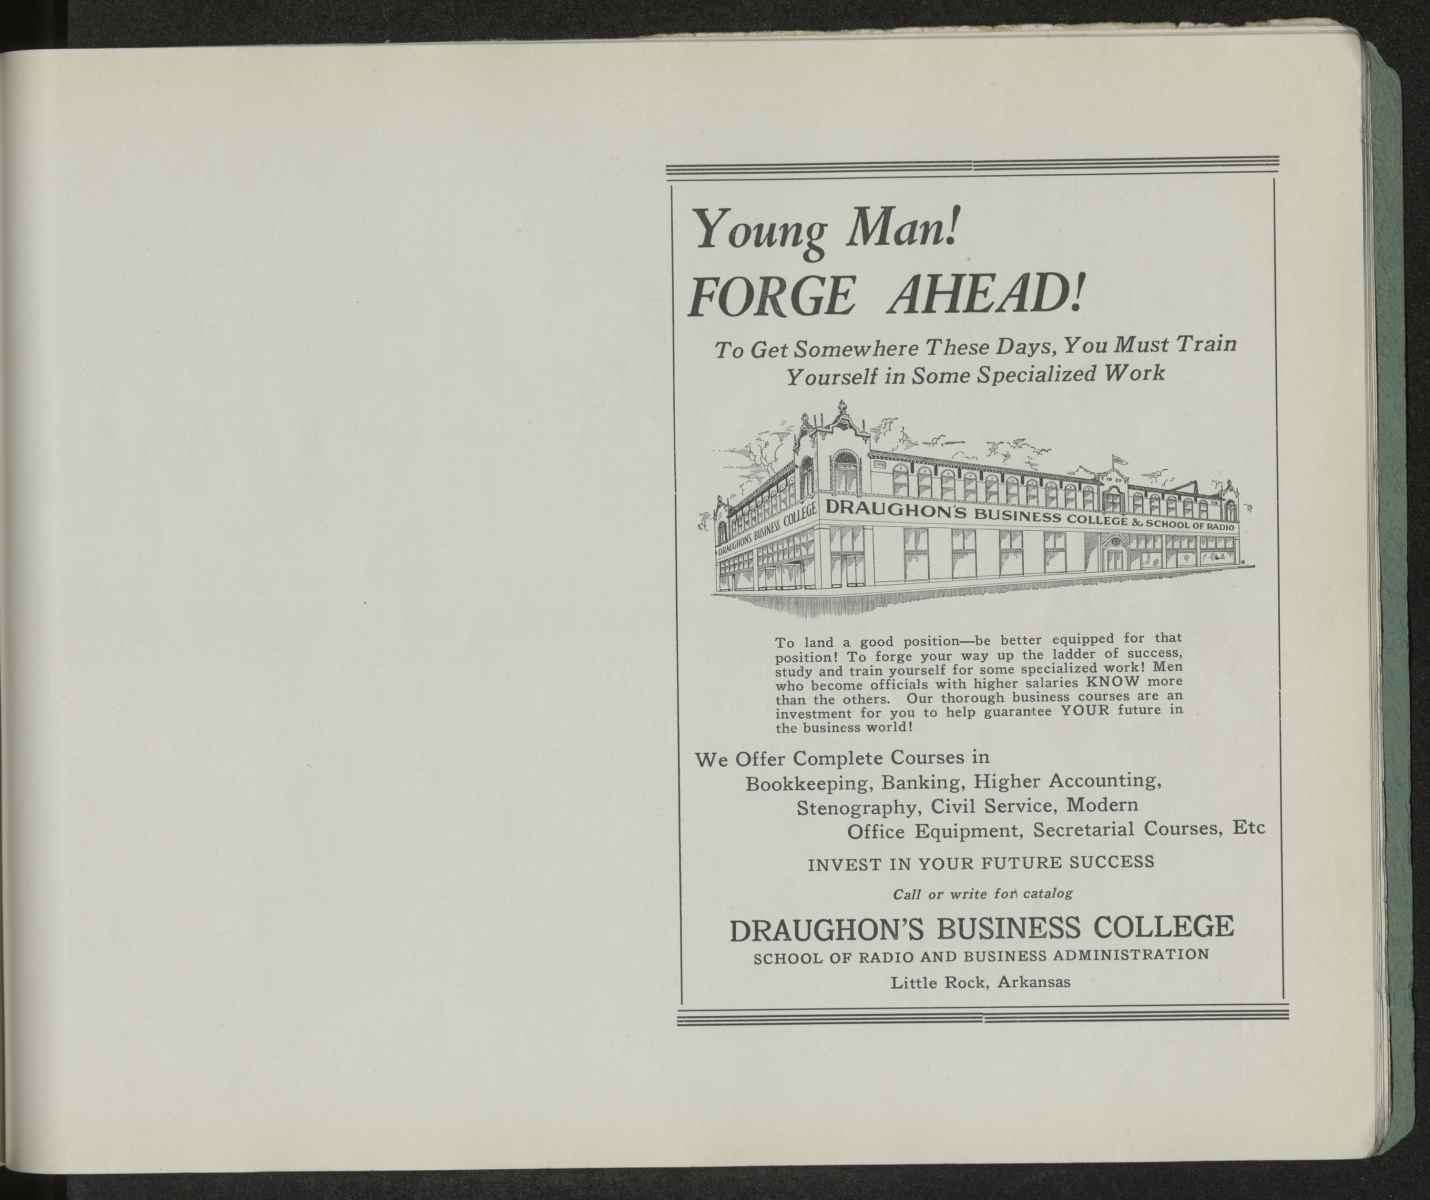 Young Man!
FORGE AHEAD!
To Get Somewhere These Days, You Must Train
Yourself in Some Specialized Work
DRAUGHON'S BUSINESS COLLEGE
DRAUGHON'S BUSINESS COLLEGE & SCHOOL OF RADIO
To land a good position—be better equipped for that
position! To forge your way up the ladder of success,
study and train yourself for some specialized work! Men
who become officials with higher salaries KNOW more
than the others. Our thorough business courses are an
investment for you to help guarantee YOUR future in
the business world!
We Offer Complete Courses in
Bookkeeping, Banking, Higher Accounting,
Stenography, Civil Service, Modern
Office Equipment, Secretarial Courses, Etc
INVEST IN YOUR FUTURE SUCCESS
Call or write for catalog
DRAUGHON'S BUSINESS COLLEGE
SCHOOL OF RADIO AND BUSINESS ADMINISTRATION
Little Rock, Arkansas